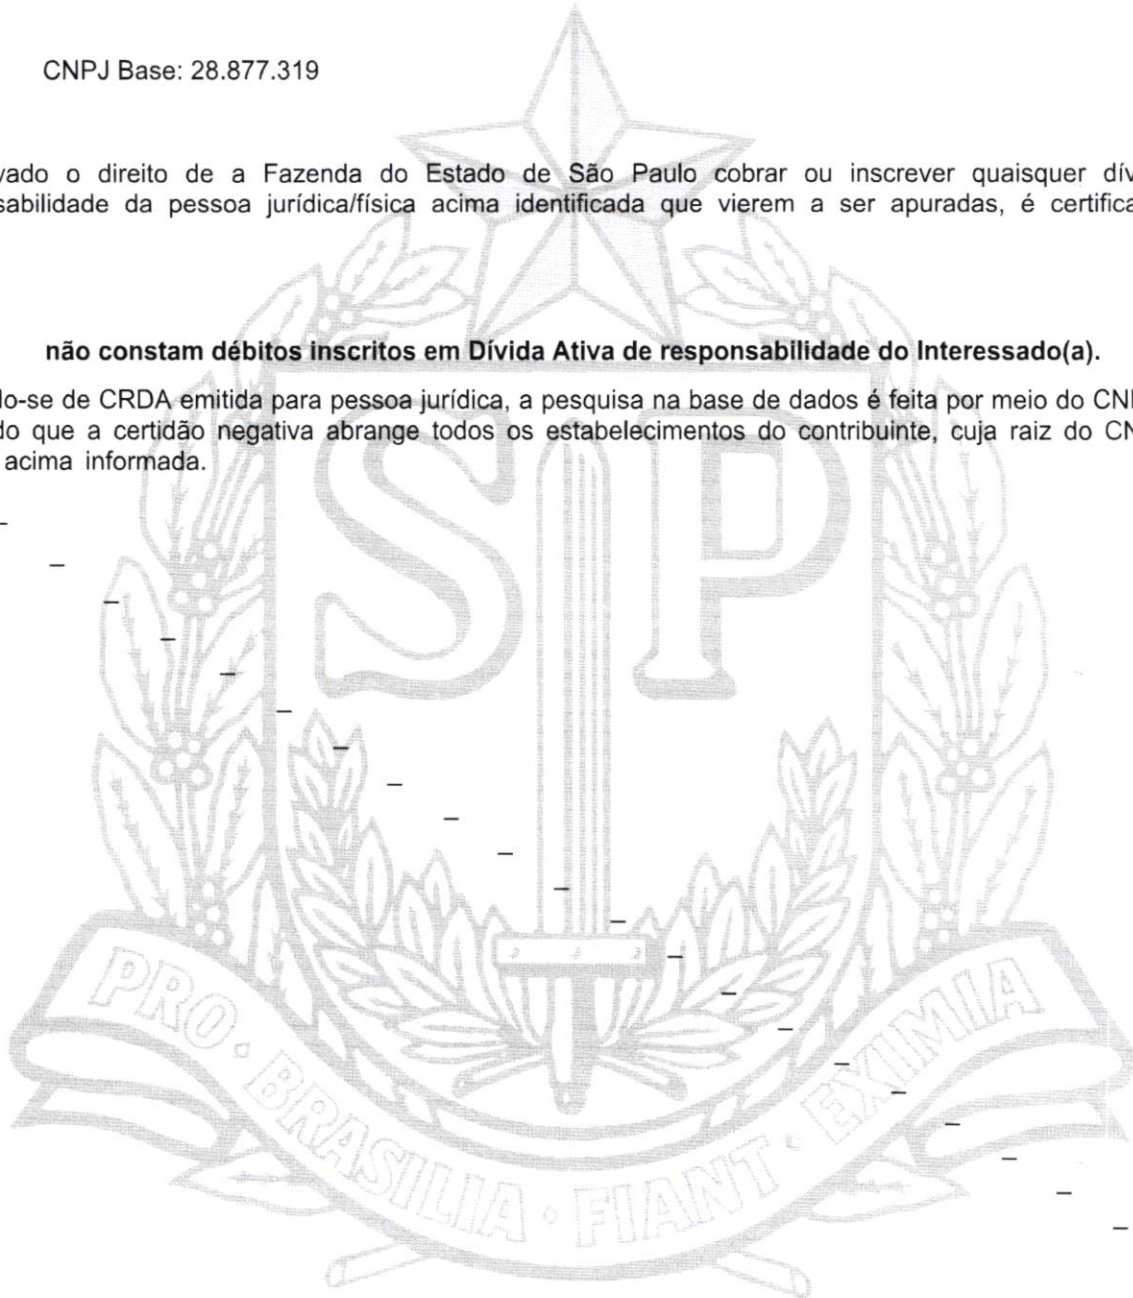 CNPJ Base: 28.877.319
vado o direito de a Fazenda do Estado de São Paulo cobrar ou inscrever quaisquer dív
sabilidade da pessoa jurídica/física acima identificada que vierem a ser apuradas, é certifica
não constam débitos inscritos em Dívida Ativa de responsabilidade do Interessado(a).
do-se de CRDA emitida para pessoa jurídica, a pesquisa na base de dados é feita por meio do CN
do que a certidão negativa abrange todos os estabelecimentos do contribuinte, cuja raiz do CN
acima informada.
SP
PRO · BRASILIA · FIANT · EXIMIA